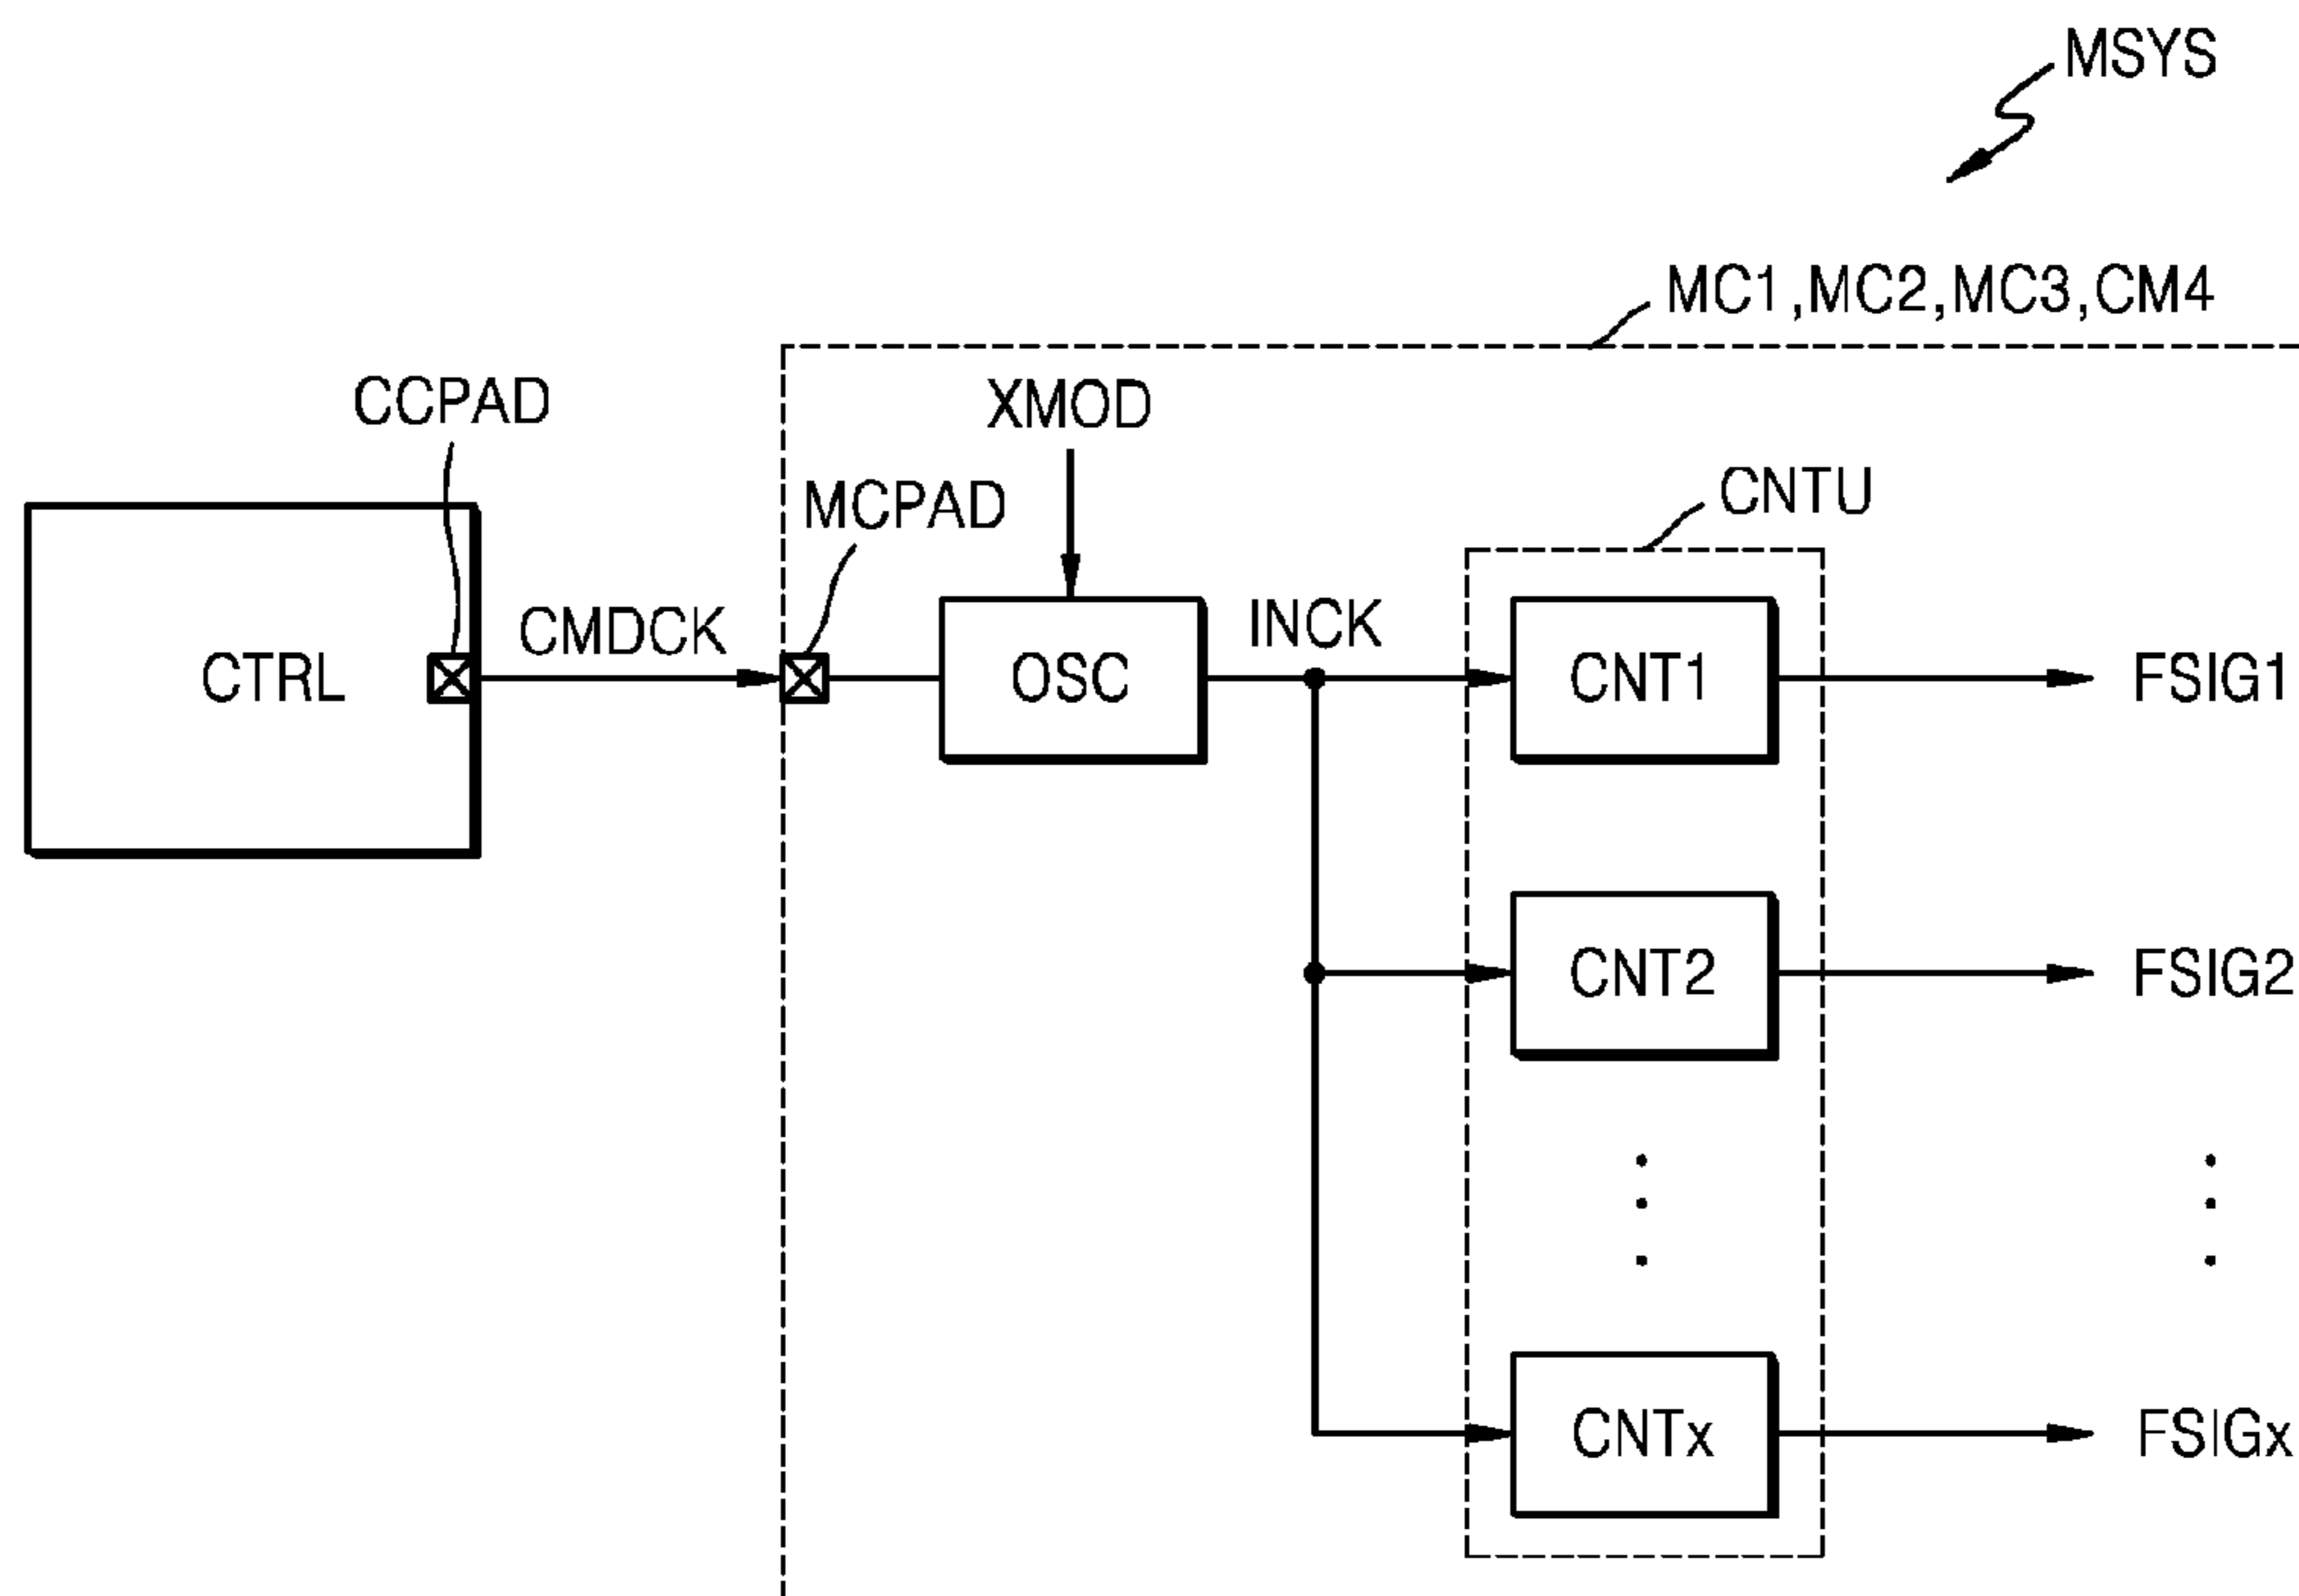 MSYS
MC1,MC2,MC3,CM4
CCPAD
XMOD
MCPAD
CNTU
CMDCK
INCK
CTRL
OSC
CNT1
FSIG1
CNT2
FSIG2
CNTx
FSIGx